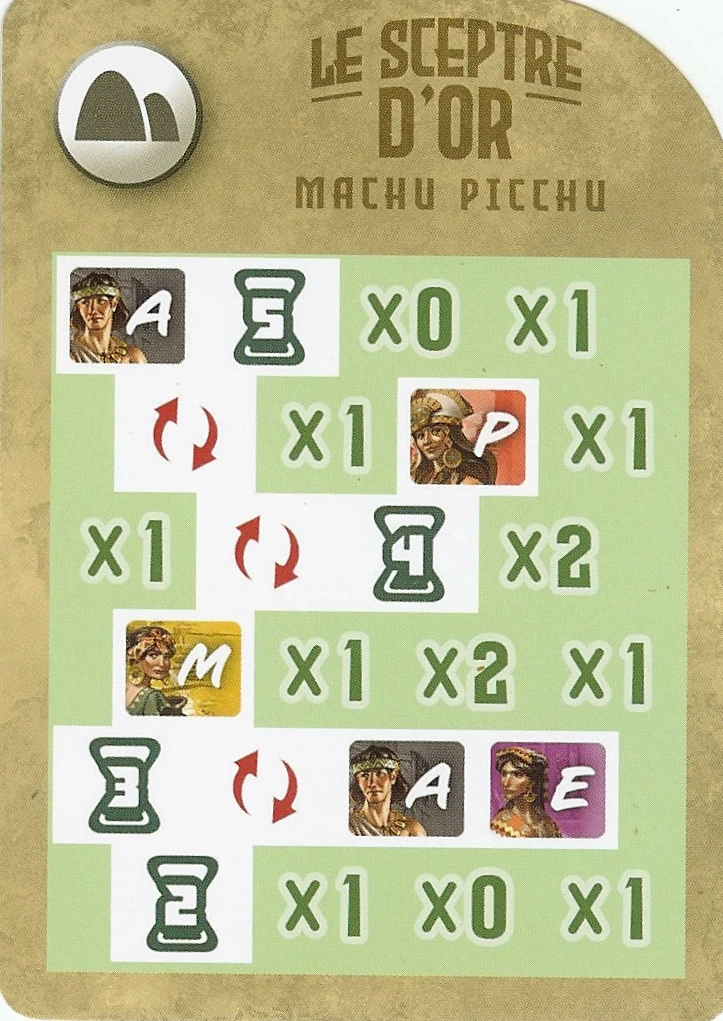 LE SCEPTRE
D'OR
MACHU PICCHU
A 5 X0 X1
X1 P X1
X1 4 X2
M X1 X2 X1
3 A E
2 X1 X0 X1